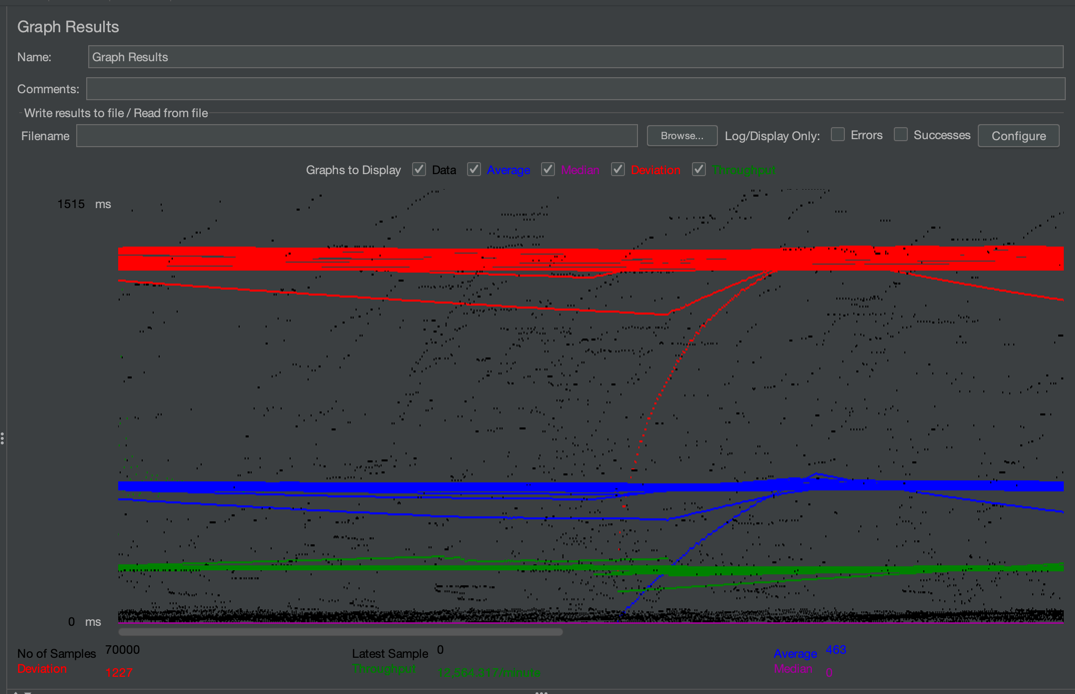 Graph Results
Name: Graph Results
Comments:
Write results to file / Read from file
Filename Browse... Log/Display Only: Errors Successes Configure
Graphs to Display Data Average Median Deviation Throughput
1515 ms
0 ms
No of Samples 70000 Latest Sample 0 Average 463
Deviation 1227 Throughput 12,564.317/minute Median